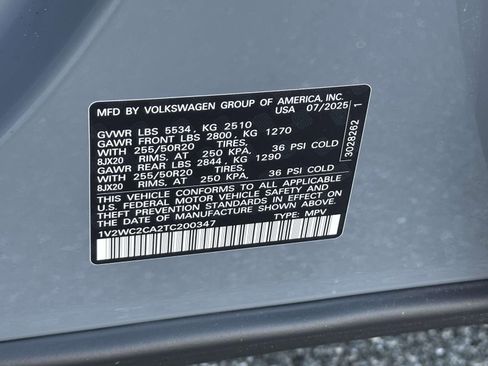 MFD BY VOLKSWAGEN GROUP OF AMERICA, INC.
USA 07/2025
GVWR LBS 5534, KG 2510
GAWR FRONT LBS 2800, KG 1270
WITH 255/50R20 TIRES,
8JX20 RIMS, AT 250 KPA, 36 PSI COLD
GAWR REAR LBS 2844, KG 1290
WITH 255/50R20 TIRES,
8JX20 RIMS, AT 250 KPA, 36 PSI COLD
THIS VEHICLE CONFORMS TO ALL APPLICABLE
U.S. FEDERAL MOTOR VEHICLE SAFETY AND
THEFT PREVENTION STANDARDS IN EFFECT ON
THE DATE OF MANUFACTURE SHOWN ABOVE.
1V2WC2CA2TC200347 TYPE: MPV
3028262 1